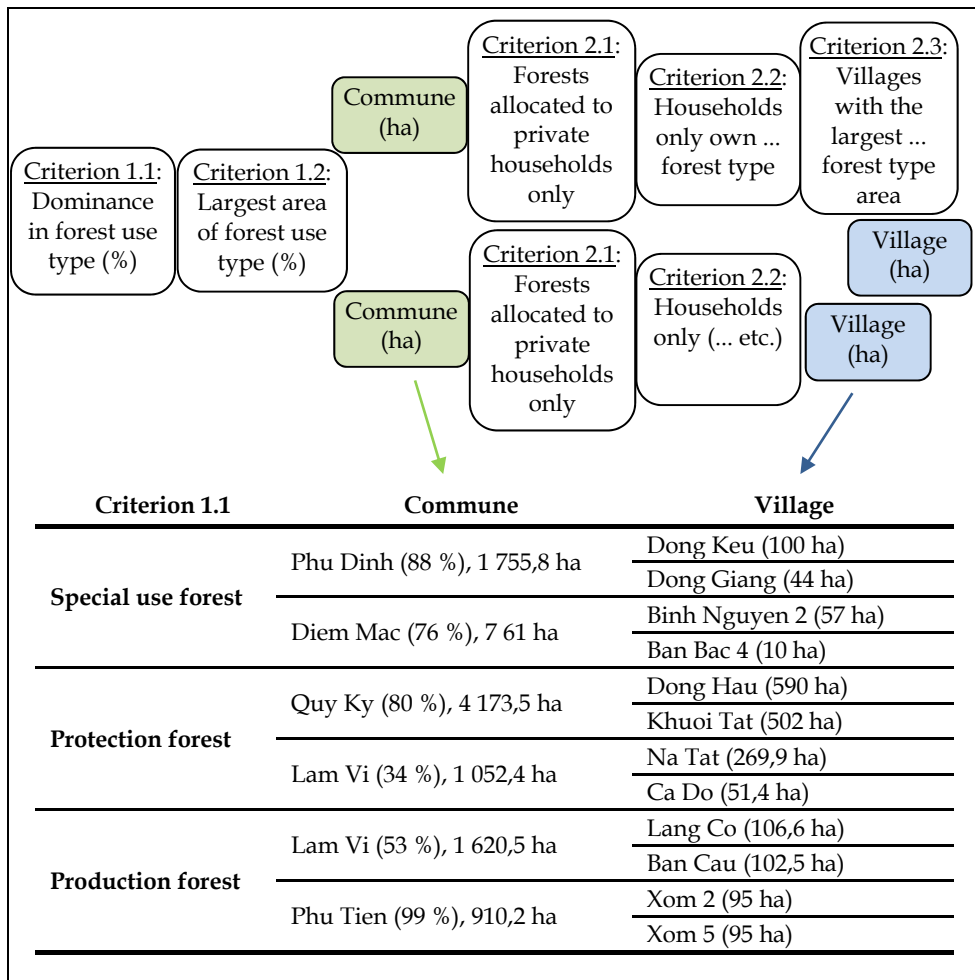 Criterion 1.1:
Dominance
in forest use
type (%)
Criterion 1.2:
Largest area
of forest use
type (%)
Commune
(ha)
Criterion 2.1:
Forests
allocated to
private
households
only
Criterion 2.2:
Households
only own ...
forest type
Criterion 2.3:
Villages
with the
largest ...
forest type
area
Village
(ha)
Commune
(ha)
Criterion 2.1:
Forests
allocated to
private
households
only
Criterion 2.2:
Households
only (... etc.)
Village
(ha)
Criterion 1.1 Commune Village
Special use forest
Phu Dinh (88 %), 1 755,8 ha
Dong Keu (100 ha)
Dong Giang (44 ha)
Diem Mac (76 %), 7 61 ha
Binh Nguyen 2 (57 ha)
Ban Bac 4 (10 ha)
Protection forest
Quy Ky (80 %), 4 173,5 ha
Dong Hau (590 ha)
Khuoi Tat (502 ha)
Lam Vi (34 %), 1 052,4 ha
Na Tat (269,9 ha)
Ca Do (51,4 ha)
Production forest
Lam Vi (53 %), 1 620,5 ha
Lang Co (106,6 ha)
Ban Cau (102,5 ha)
Phu Tien (99 %), 910,2 ha
Xom 2 (95 ha)
Xom 5 (95 ha)